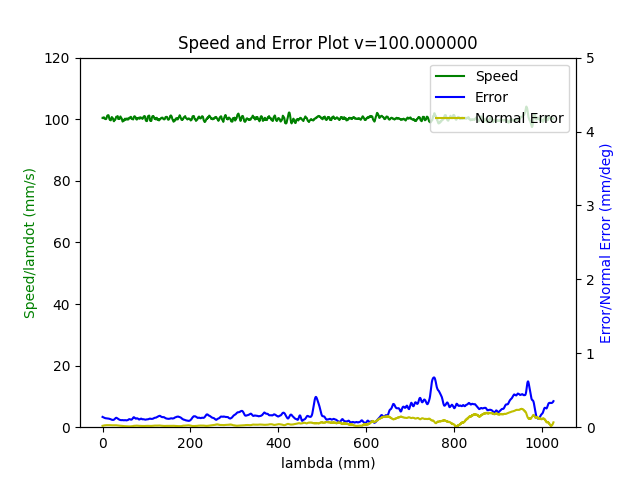 Speed and Error Plot v=100.000000
Speed
Error
Normal Error
Speed/lamdot (mm/s)
120
100
80
60
40
20
0
Error/Normal Error (mm/deg)
5
4
3
2
1
0
0
200
400
600
800
1000
lambda (mm)